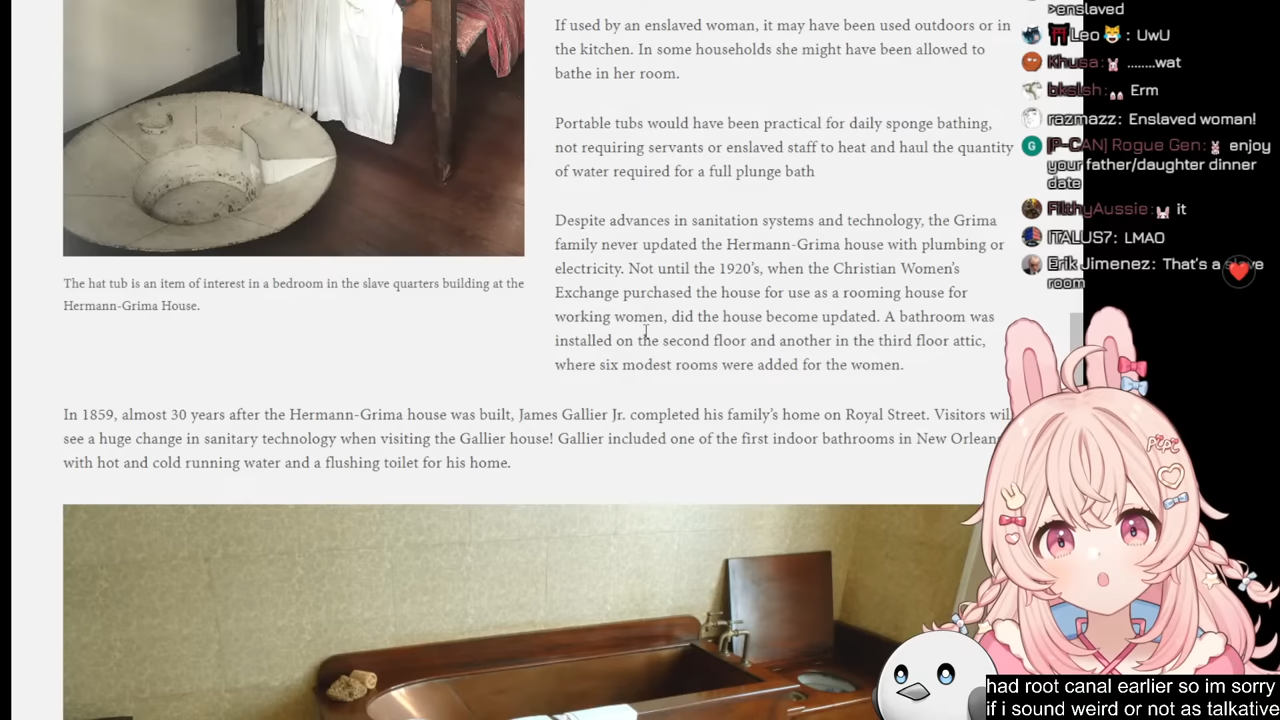 If used by an enslaved woman, it may have been used outdoors or in
the kitchen. In some households she might have been allowed to
bathe in her room.
Portable tubs would have been practical for daily sponge bathing,
not requiring servants or enslaved staff to heat and haul the quantity
of water required for a full plunge bath
Despite advances in sanitation systems and technology, the Grima
family never updated the Hermann-Grima house with plumbing or
electricity. Not until the 1920’s, when the Christian Women’s
Exchange purchased the house for use as a rooming house for
working women, did the house become updated. A bathroom was
installed on the second floor and another in the third floor attic,
where six modest rooms were added for the women.
The hat tub is an item of interest in a bedroom in the slave quarters building at the
Hermann-Grima House.
In 1859, almost 30 years after the Hermann-Grima house was built, James Gallier Jr. completed his family’s home on Royal Street. Visitors will
see a huge change in sanitary technology when visiting the Gallier house! Gallier included one of the first indoor bathrooms in New Orleans
with hot and cold running water and a flushing toilet for his home.
>enslaved
Leo : UwU
Khusa: ........wat
bkslsh: Erm
razmazz: Enslaved woman!
G [P-CAN] Rogue Gen: enjoy
your father/daughter dinner
date
FilthyAussie: it
ITALUS7: LMAO
Erik Jimenez: That's a slave
room
PiPi
had root canal earlier so im sorry
if i sound weird or not as talkative